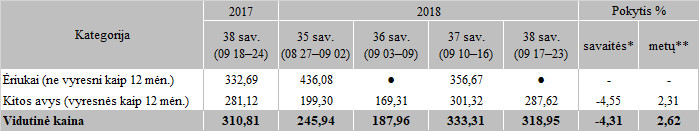 Kategorija 2017 2018 Pokytis %
38 sav. (09 18–24) 35 sav. (08 27–09 02) 36 sav. (09 03–09) 37 sav. (09 10–16) 38 sav. (09 17–23) savaitės* metų**
Ėriukai (ne vyresni kaip 12 mėn.) 332,69 436,08 ● 356,67 ● - -
Kitos avys (vyresnės kaip 12 mėn.) 281,12 199,30 169,31 301,32 287,62 -4,55 2,31
Vidutinė kaina 310,81 245,94 187,96 333,31 318,95 -4,31 2,62